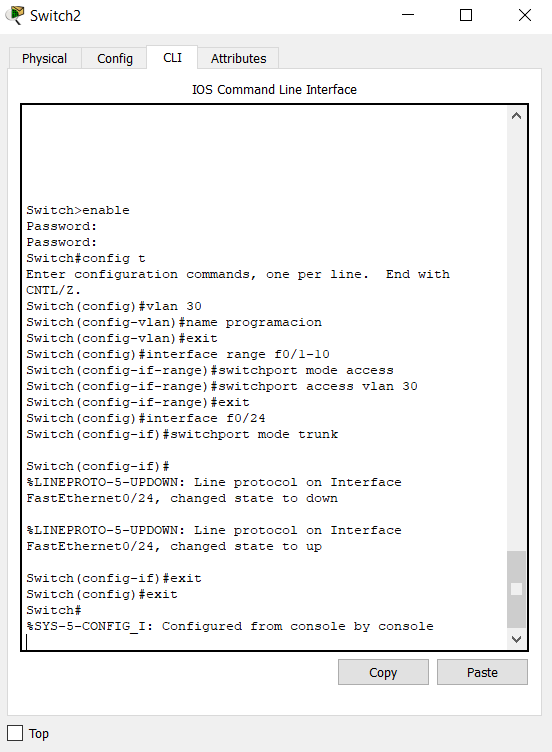 Switch2
Physical Config CLI Attributes
IOS Command Line Interface
Switch>enable
Password:
Password:
Switch#config t
Enter configuration commands, one per line.  End with
CNTL/Z.
Switch(config)#vlan 30
Switch(config-vlan)#name programacion
Switch(config-vlan)#exit
Switch(config)#interface range f0/1-10
Switch(config-if-range)#switchport mode access
Switch(config-if-range)#switchport access vlan 30
Switch(config-if-range)#exit
Switch(config)#interface f0/24
Switch(config-if)#switchport mode trunk
Switch(config-if)#
%LINEPROTO-5-UPDOWN: Line protocol on Interface
FastEthernet0/24, changed state to down
%LINEPROTO-5-UPDOWN: Line protocol on Interface
FastEthernet0/24, changed state to up
Switch(config-if)#exit
Switch(config)#exit
Switch#
%SYS-5-CONFIG_I: Configured from console by console
Copy Paste
Top